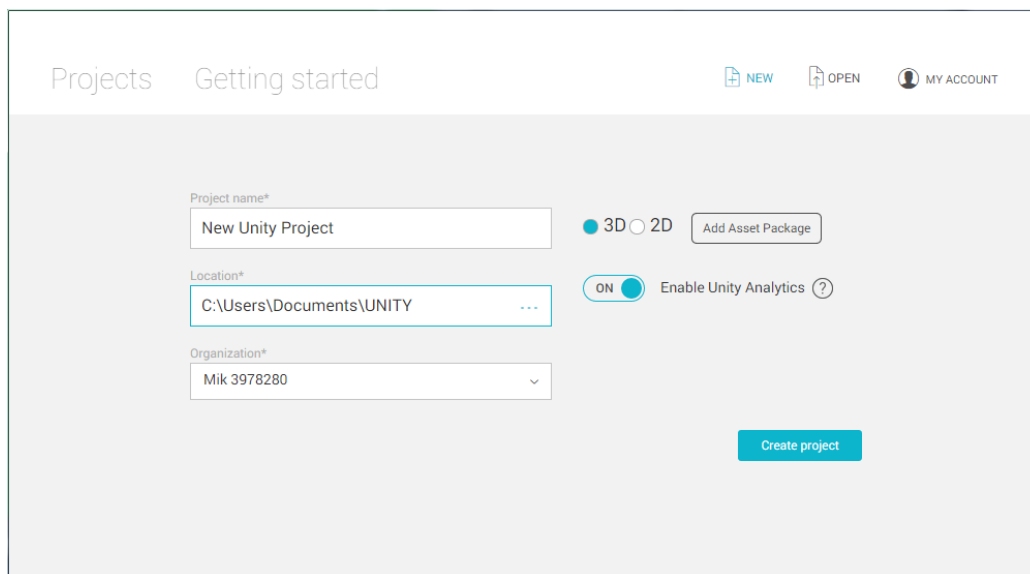 Projects Getting started NEW OPEN MY ACCOUNT
Project name*
New Unity Project
3D 2D Add Asset Package
Location*
C:\Users\Documents\UNITY ...
ON Enable Unity Analytics ?
Organization*
Mik 3978280
Create project